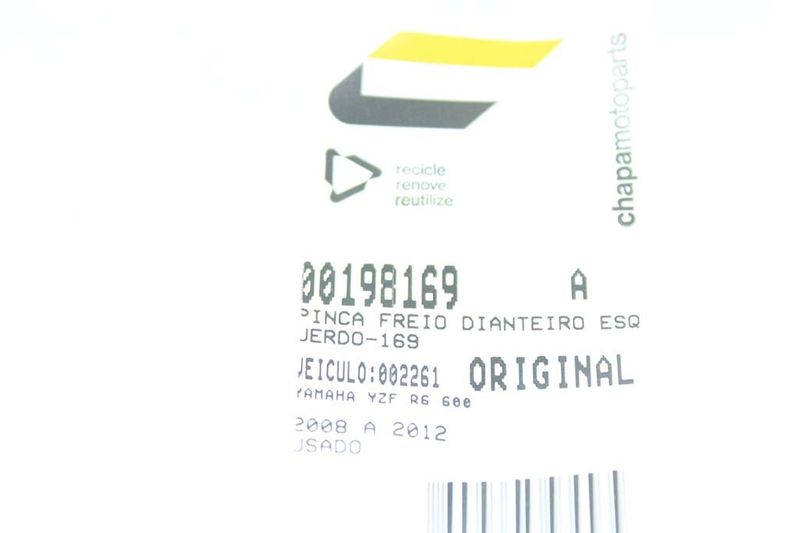 chapamotoparts
recicle
renove
reutilize
00198169 A
PINCA FREIO DIANTEIRO ESQ
UERDO-169
VEICULO:002261 ORIGINAL
YAMAHA YZF R6 600
2008 A 2012
USADO